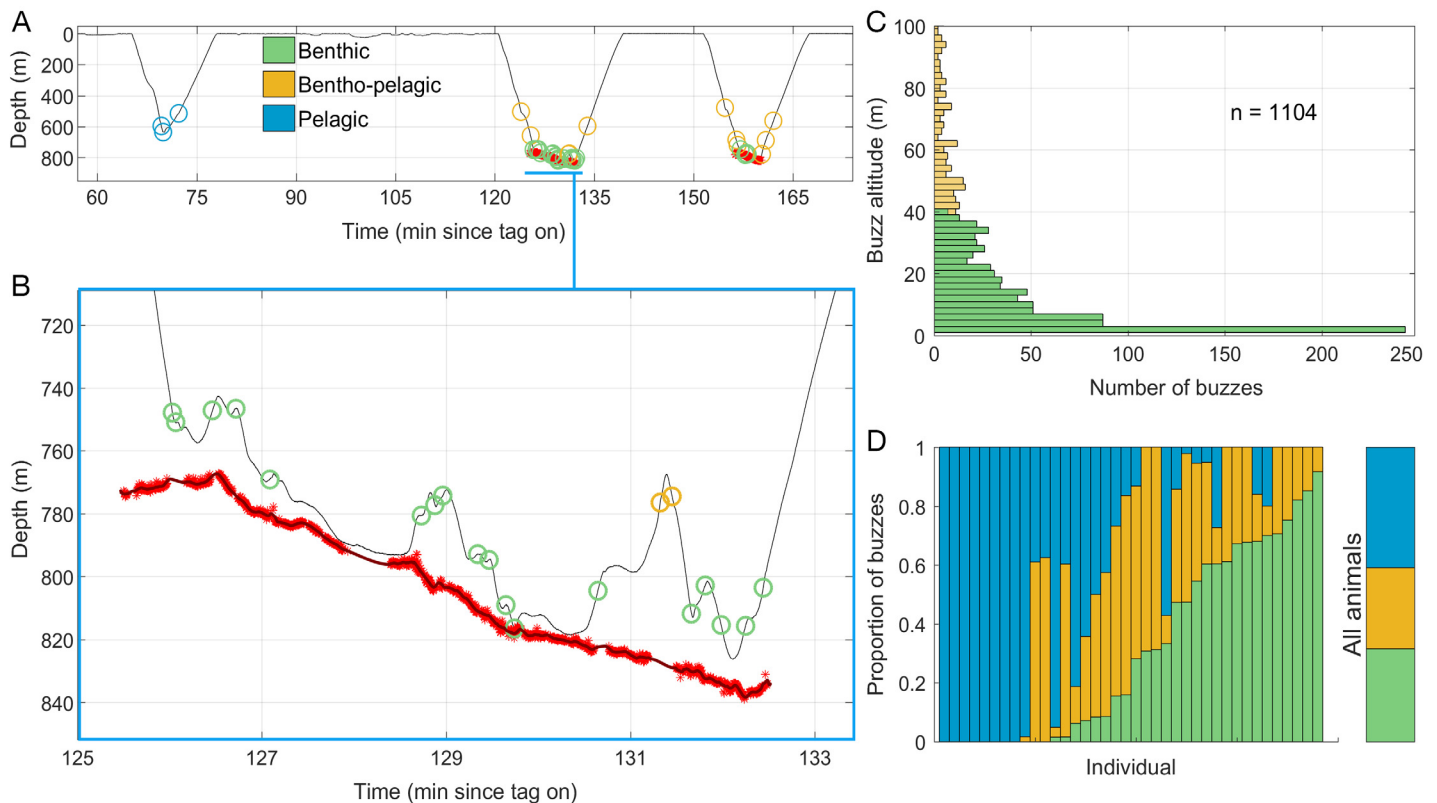 A
0
200
400
600
800
Depth (m)
Benthic
Bentho-pelagic
Pelagic
60
75
90
105
120
135
150
165
Time (min since tag on)
B
720
740
760
780
800
820
840
Depth (m)
125
127
129
131
133
Time (min since tag on)
C
100
80
60
40
20
0
Buzz altitude (m)
n = 1104
0
50
100
150
200
250
Number of buzzes
D
1
0.8
0.6
0.4
0.2
0
Proportion of buzzes
Individual
All animals